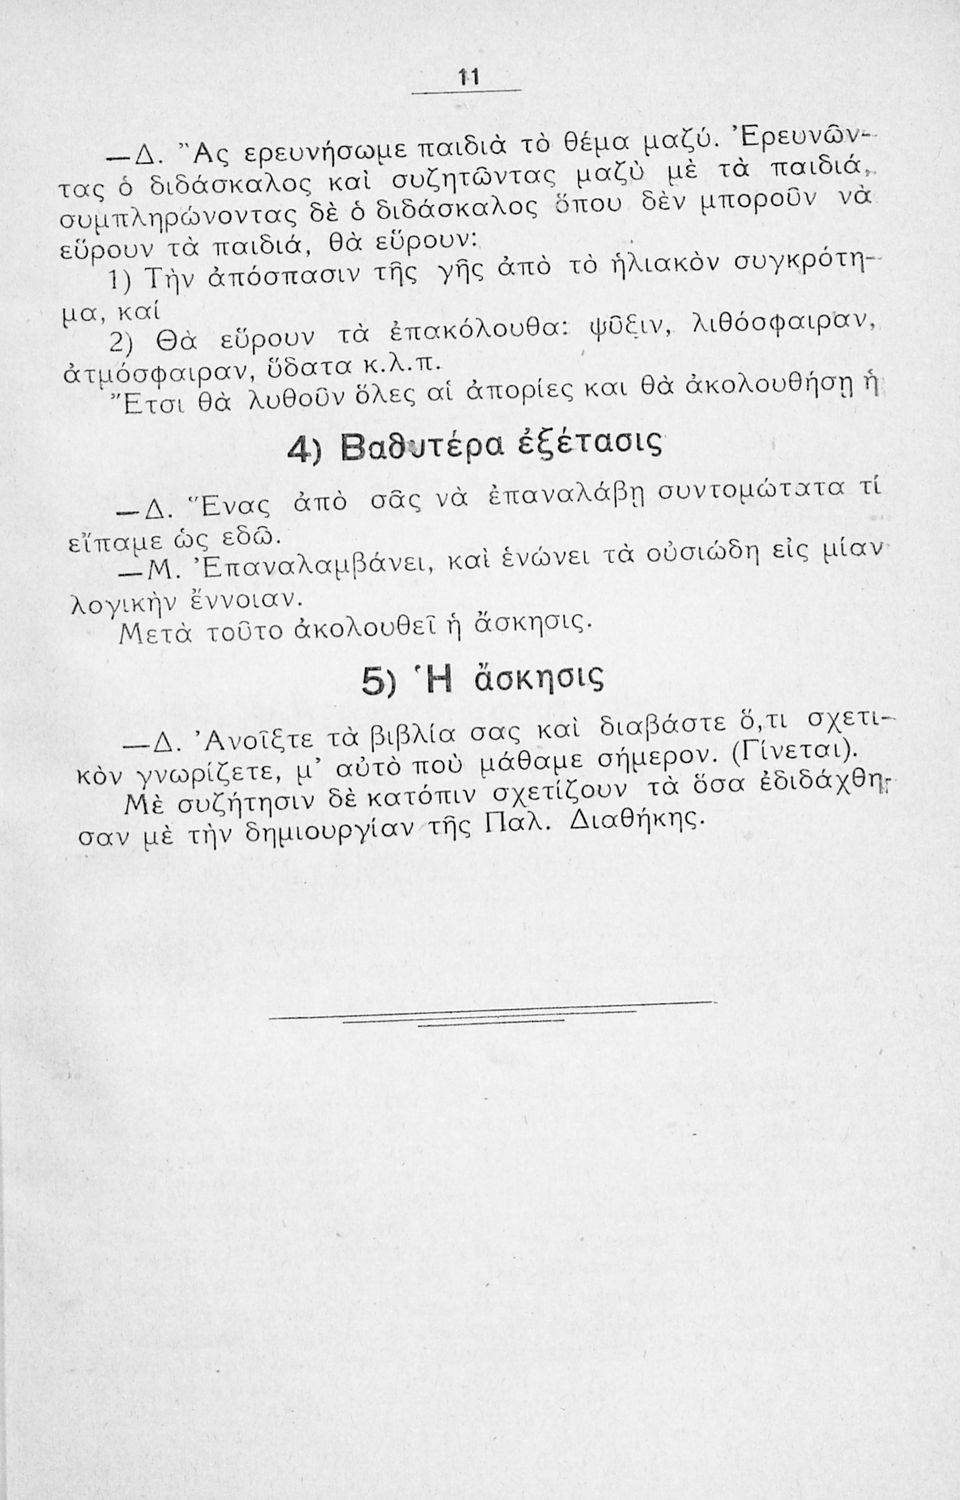 11
—Δ. Ἂς ερευνήσωμε παιδιὰ τὸ θέμα μαζύ. Ἐρευνῶν-
τας ὁ διδάσκαλος καὶ συζητῶντας μαζὺ μὲ τὰ παιδιά,
συμπληρώνοντας δὲ ὁ διδάσκαλος ὅπου δὲν μποροῦν νὰ
εὕρουν τὰ παιδιά, θὰ εὕρουν:
1) Τὴν ἀπόσπασιν τῆς γῆς ἀπὸ τὸ ἡλιακὸν συγκρότη-
μα, καί
2) Θὰ εὕρουν τὰ ἐπακόλουθα: ψῦξιν, λιθόσφαιραν,
ἀτμόσφαιραν, ὕδατα κ.λ.π.
Ἔτσι θὰ λυθοῦν ὅλες αἱ ἀπορίες και θὰ ἀκολουθήσῃ ἡ
4) Βαθυτέρα ἐξέτασις
—Δ. Ἕνας ἀπὸ σᾶς νὰ ἐπαναλάβῃ συντομώτατα τί
εἴπαμε ὡς εδῶ.
—Μ. Ἐπαναλαμβάνει, καὶ ἑνώνει τὰ οὐσιώδη εἰς μίαν
λογικὴν ἔννοιαν.
Μετὰ τοῦτο ἀκολουθεῖ ἡ ἄσκησις.
5) Ἡ ἄσκησις
—Δ. Ἀνοῖξτε τὰ βιβλία σας καὶ διαβάστε ὅ,τι σχετι-
κὸν γνωρίζετε, μ’ αὐτὸ ποὺ μάθαμε σήμερον. (Γίνεται).
Μὲ συζήτησιν δὲ κατόπιν σχετίζουν τὰ ὅσα ἐδιδάχθη-
σαν μὲ τὴν δημιουργίαν τῆς Παλ. Διαθήκης.